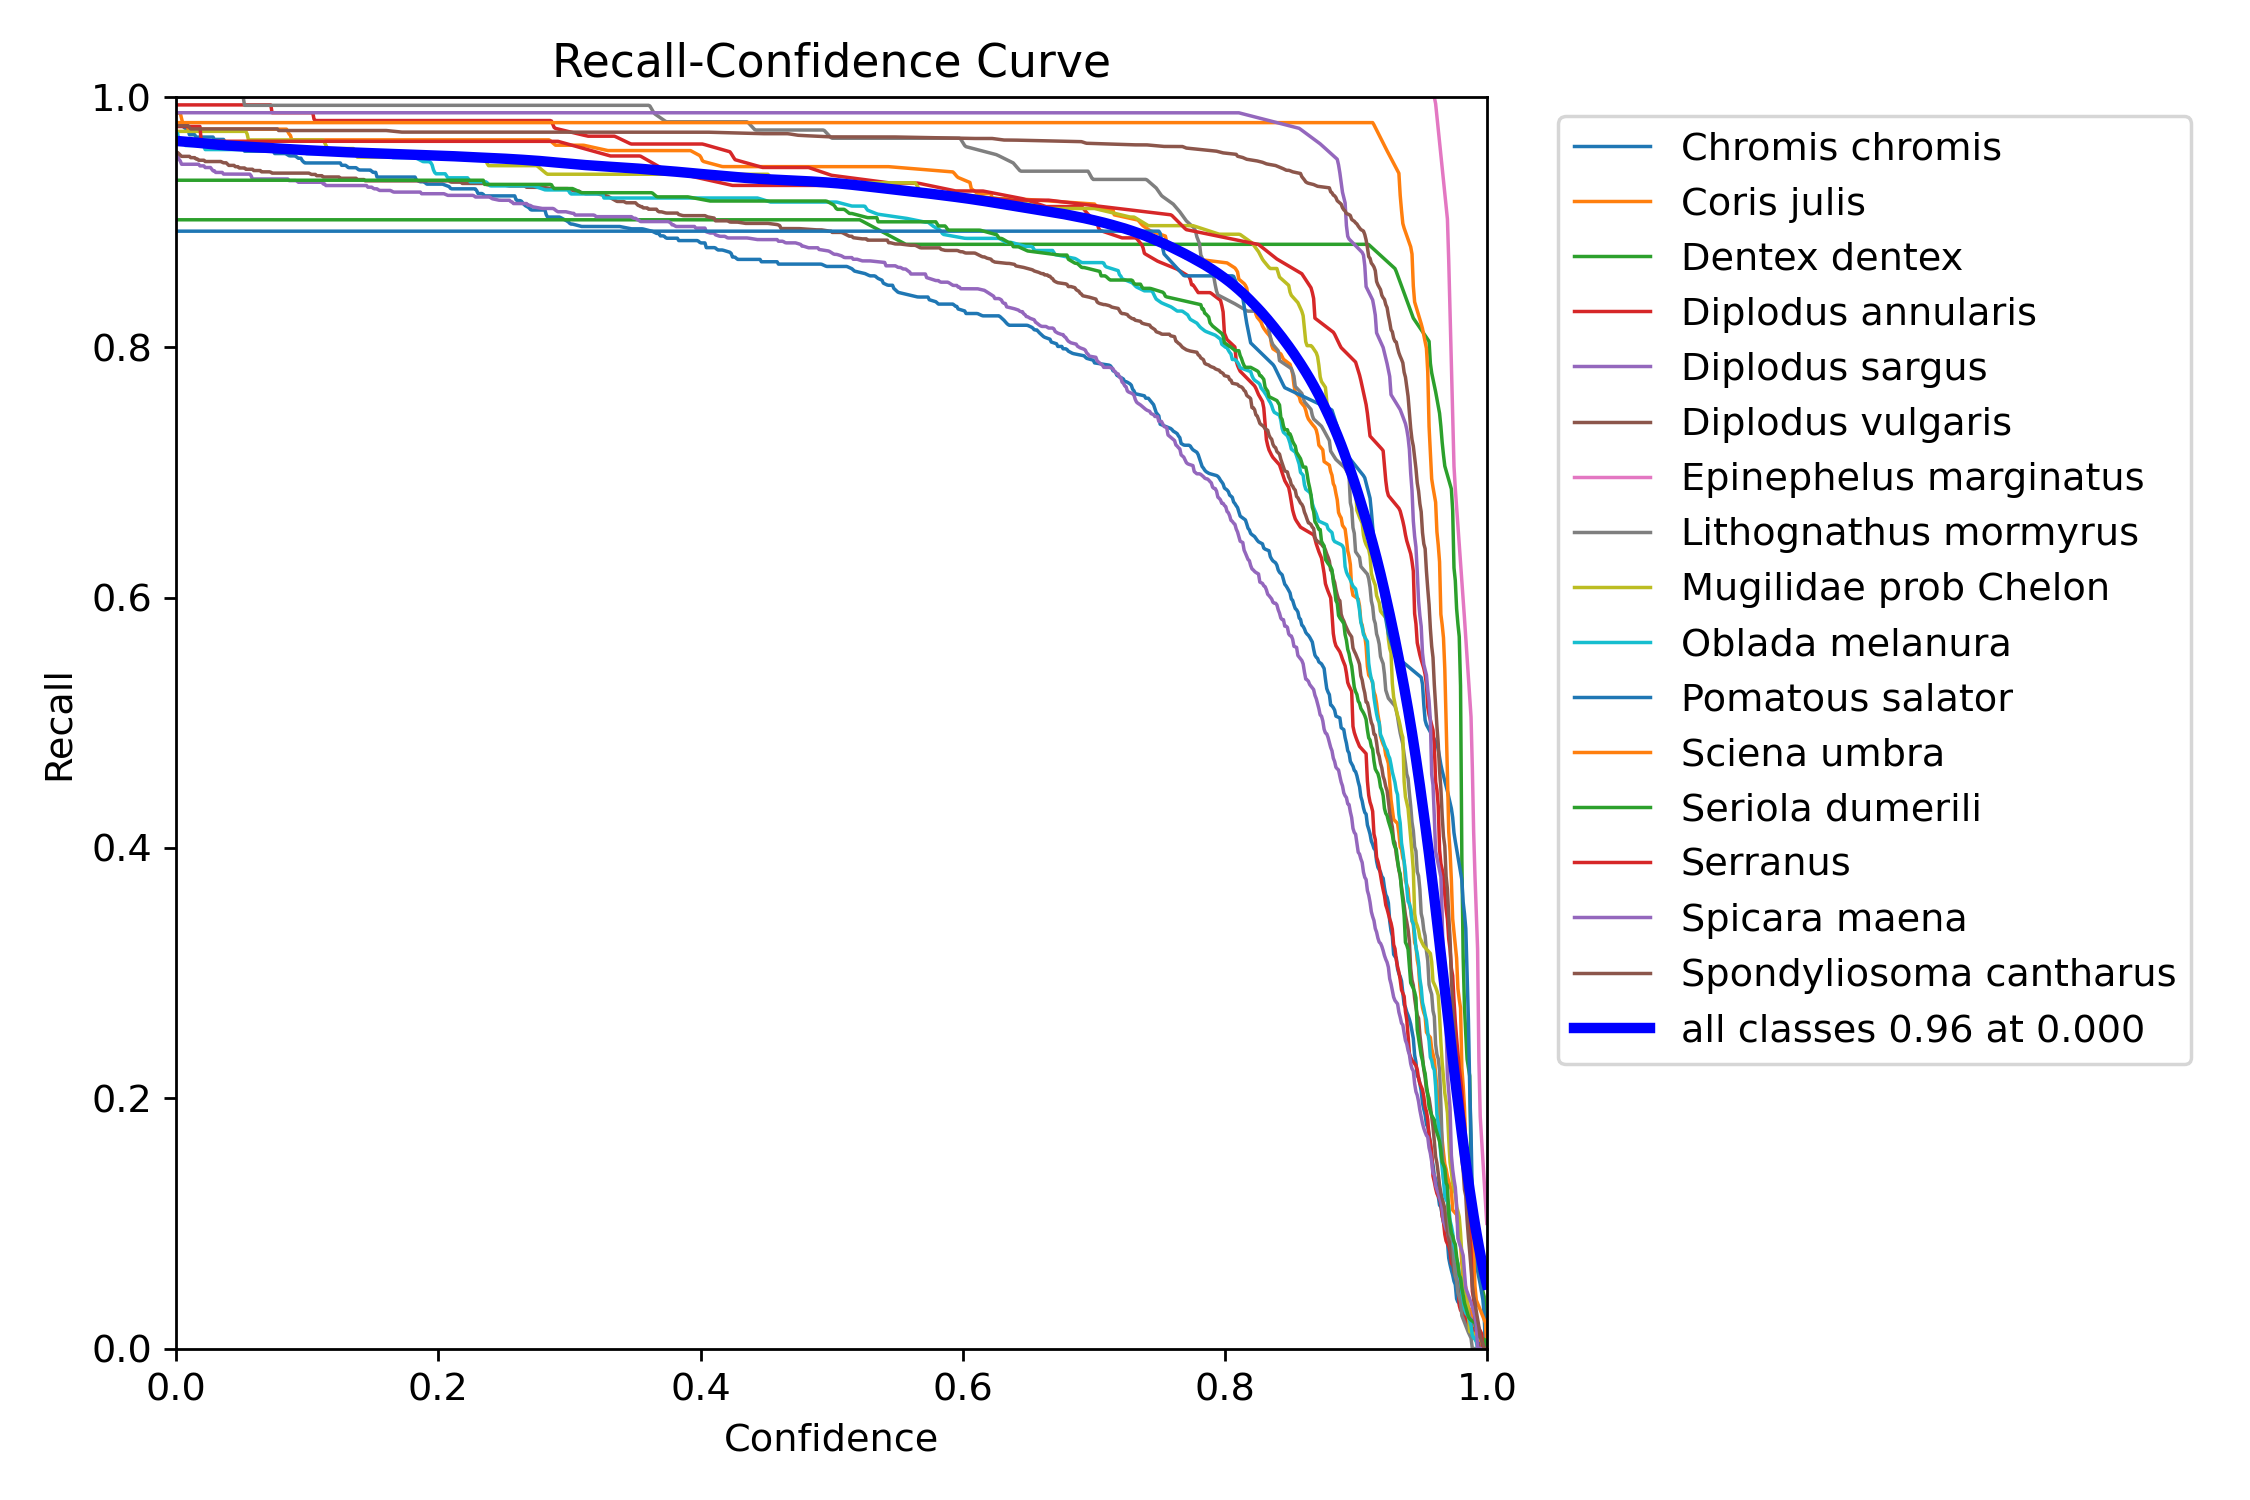 Recall-Confidence Curve
1.0
0.8
0.6
0.4
0.2
0.0
Recall
0.0 0.2 0.4 0.6 0.8 1.0
Confidence
Chromis chromis
Coris julis
Dentex dentex
Diplodus annularis
Diplodus sargus
Diplodus vulgaris
Epinephelus marginatus
Lithognathus mormyrus
Mugilidae prob Chelon
Oblada melanura
Pomatous salator
Sciena umbra
Seriola dumerili
Serranus
Spicara maena
Spondyliosoma cantharus
all classes 0.96 at 0.000